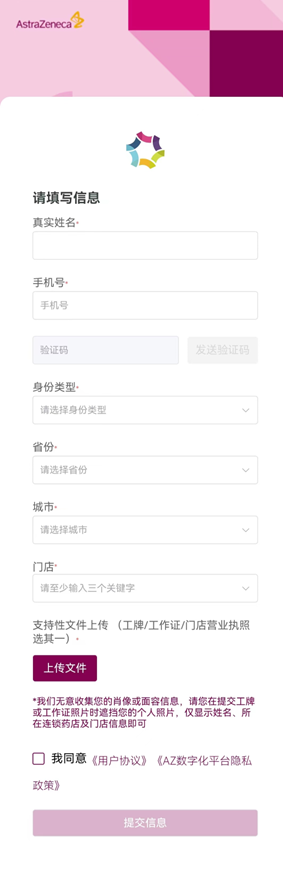 AstraZeneca
请填写信息
真实姓名*
手机号*
手机号
验证码
发送验证码
身份类型*
请选择身份类型
省份*
请选择省份
城市*
请选择城市
门店*
请至少输入三个关键字
支持性文件上传 （工牌/工作证/门店营业执照
选其一）*
上传文件
*我们无意收集您的肖像或面容信息，请您在提交工牌
或工作证照片时遮挡您的个人照片，仅显示姓名、所
在连锁药店及门店信息即可
我同意《用户协议》《AZ数字化平台隐私
政策》
提交信息